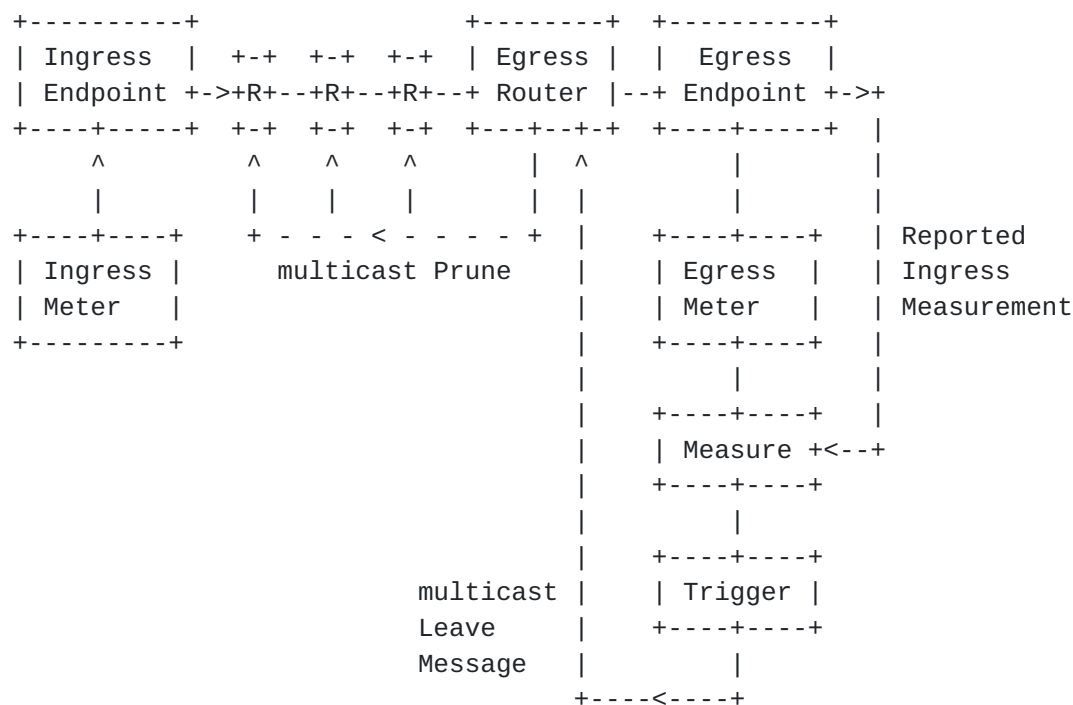 +----------+                 +--------+  +----------+
| Ingress  |  +-+  +-+  +-+  | Egress |  |  Egress  |
| Endpoint +->+R+--+R+--+R+--+ Router |--+ Endpoint +->+
+----+-----+  +-+  +-+  +-+  +---+--+-+  +----+-----+  |
     ^         ^    ^    ^       |  ^         |        |
     |         |    |    |       |  |         |        |
+----+----+    + - - - < - - - - +  |    +----+----+   | Reported
| Ingress |      multicast Prune    |    | Egress  |   | Ingress
| Meter   |                         |    | Meter   |   | Measurement
+---------+                         |    +----+----+   |
                                    |         |        |
                                    |    +----+----+   |
                                    |    | Measure +<--+
                                    |    +----+----+
                                    |         |
                                    |    +----+----+
                          multicast |    | Trigger |
                          Leave     |    +----+----+
                          Message   |         |
                                    +----<----+